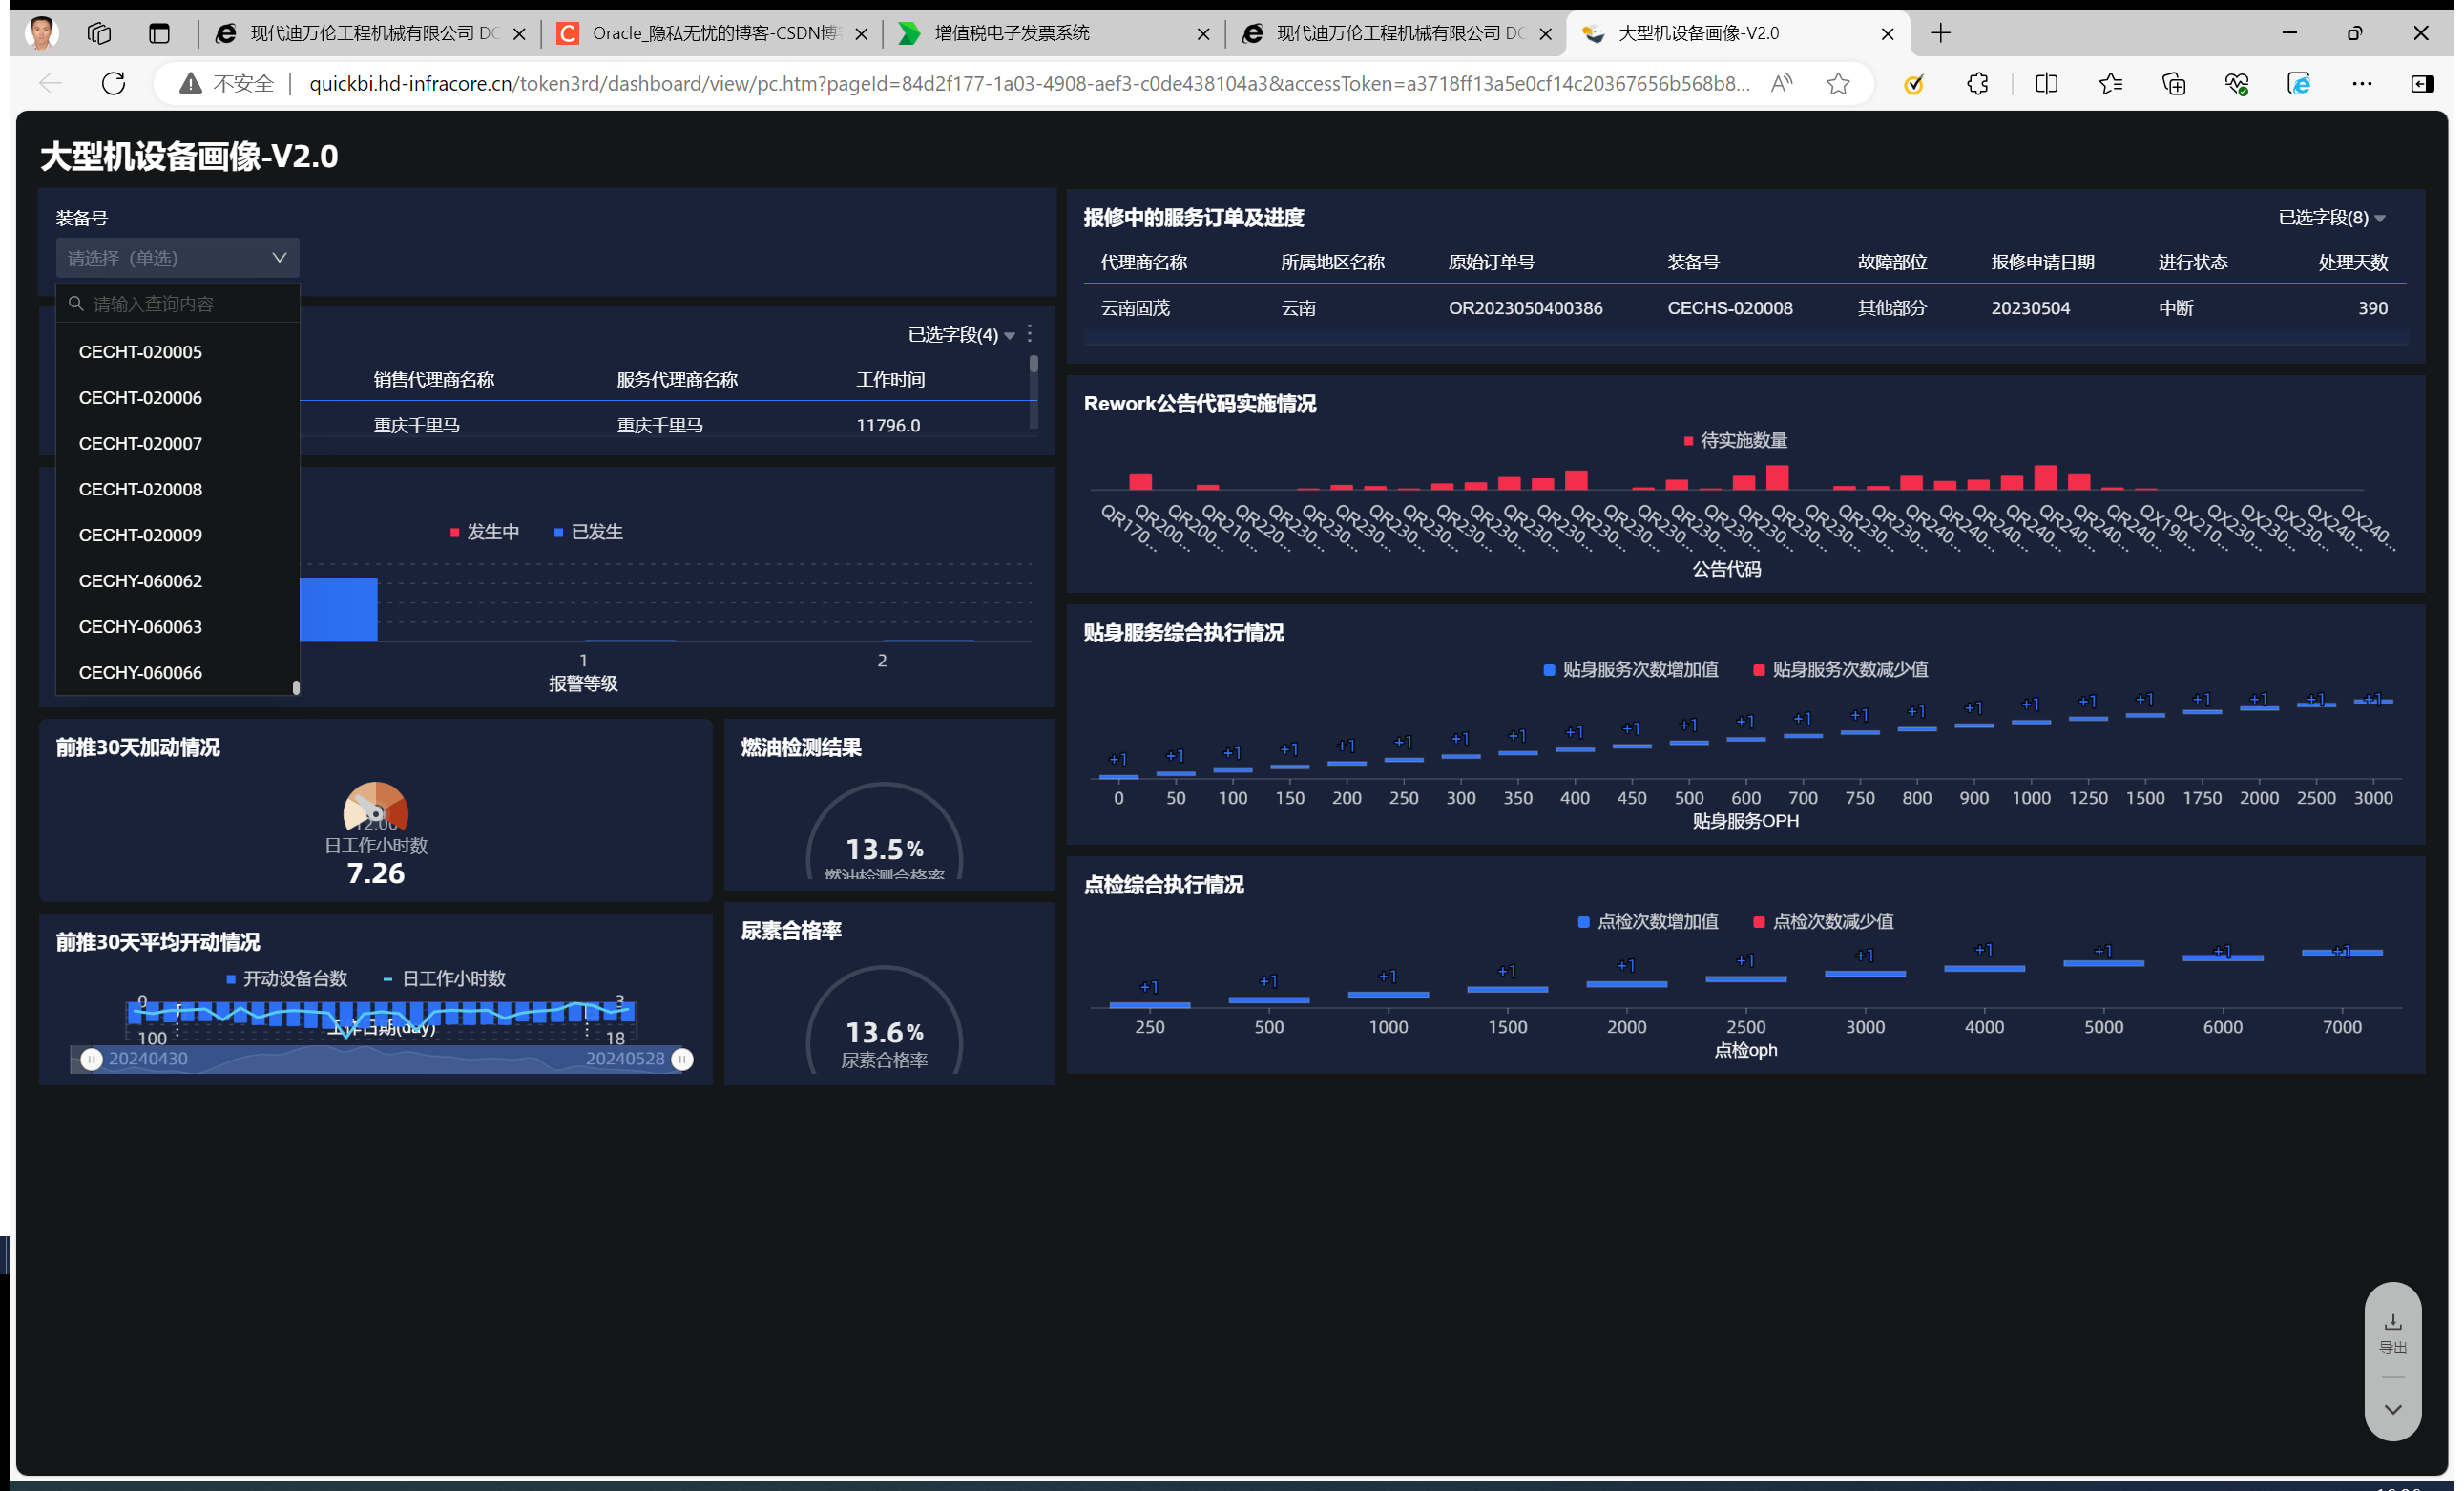 现代迪万伦工程机械有限公司 DO
Oracle_隐私无忧的博客-CSDN博
增值税电子发票系统
现代迪万伦工程机械有限公司 DO
大型机设备画像-V2.0
不安全
quickbi.hd-infracore.cn/token3rd/dashboard/view/pc.htm?pageId=84d2f177-1a03-4908-aef3-c0de438104a3&accessToken=a3718ff13a5e0cf14c20367656b568b8...
大型机设备画像-V2.0
装备号
请选择（单选）
请输入查询内容
CECHT-020005
CECHT-020006
CECHT-020007
CECHT-020008
CECHT-020009
CECHY-060062
CECHY-060063
CECHY-060066
已选字段(4)
销售代理商名称 服务代理商名称 工作时间
重庆千里马 重庆千里马 11796.0
发生中 已发生
1 2
报警等级
前推30天加动情况
12.00
日工作小时数
7.26
燃油检测结果
13.5%
燃油检测合格率
前推30天平均开动情况
开动设备台数 日工作小时数
0 3
工作日期(day)
100 18
20240430 20240528
尿素合格率
13.6%
尿素合格率
报修中的服务订单及进度
已选字段(8)
代理商名称 所属地区名称 原始订单号 装备号 故障部位 报修申请日期 进行状态 处理天数
云南固茂 云南 OR2023050400386 CECHS-020008 其他部分 20230504 中断 390
Rework公告代码实施情况
待实施数量
QR170... QR200... QR200... QR210... QR220... QR230... QR230... QR230... QR230... QR230... QR230... QR230... QR230... QR230... QR230... QR230... QR230... QR230... QR230... QR230... QR230... QR230... QR230... QR230... QR240... QR240... QR240... QR240... QR240... QR240... QR240... QX190... QX210... QX230... QX230... QX230... QX240... QX240...
公告代码
贴身服务综合执行情况
贴身服务次数增加值 贴身服务次数减少值
+1 +1 +1 +1 +1 +1 +1 +1 +1 +1 +1 +1 +1 +1 +1 +1 +1 +1 +1 +1 +1 +1 +1
0 50 100 150 200 250 300 350 400 450 500 600 700 750 800 900 1000 1250 1500 1750 2000 2500 3000
贴身服务OPH
点检综合执行情况
点检次数增加值 点检次数减少值
+1 +1 +1 +1 +1 +1 +1 +1 +1 +1 +1
250 500 1000 1500 2000 2500 3000 4000 5000 6000 7000
点检oph
导出